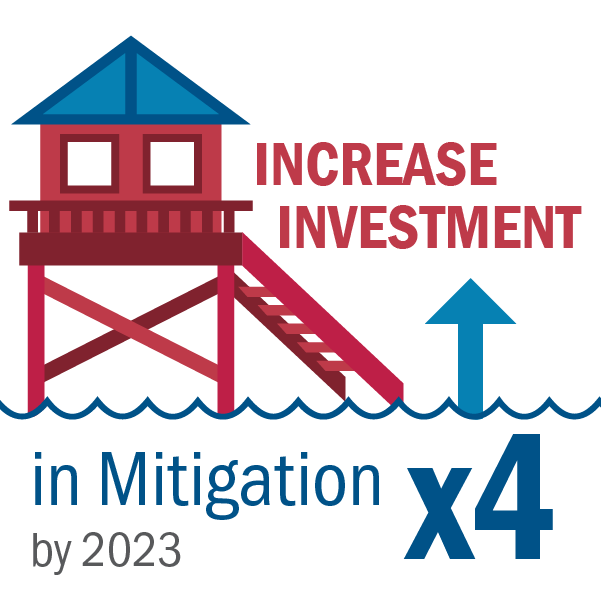 INCREASE
INVESTMENT
in Mitigation
x4
by 2023